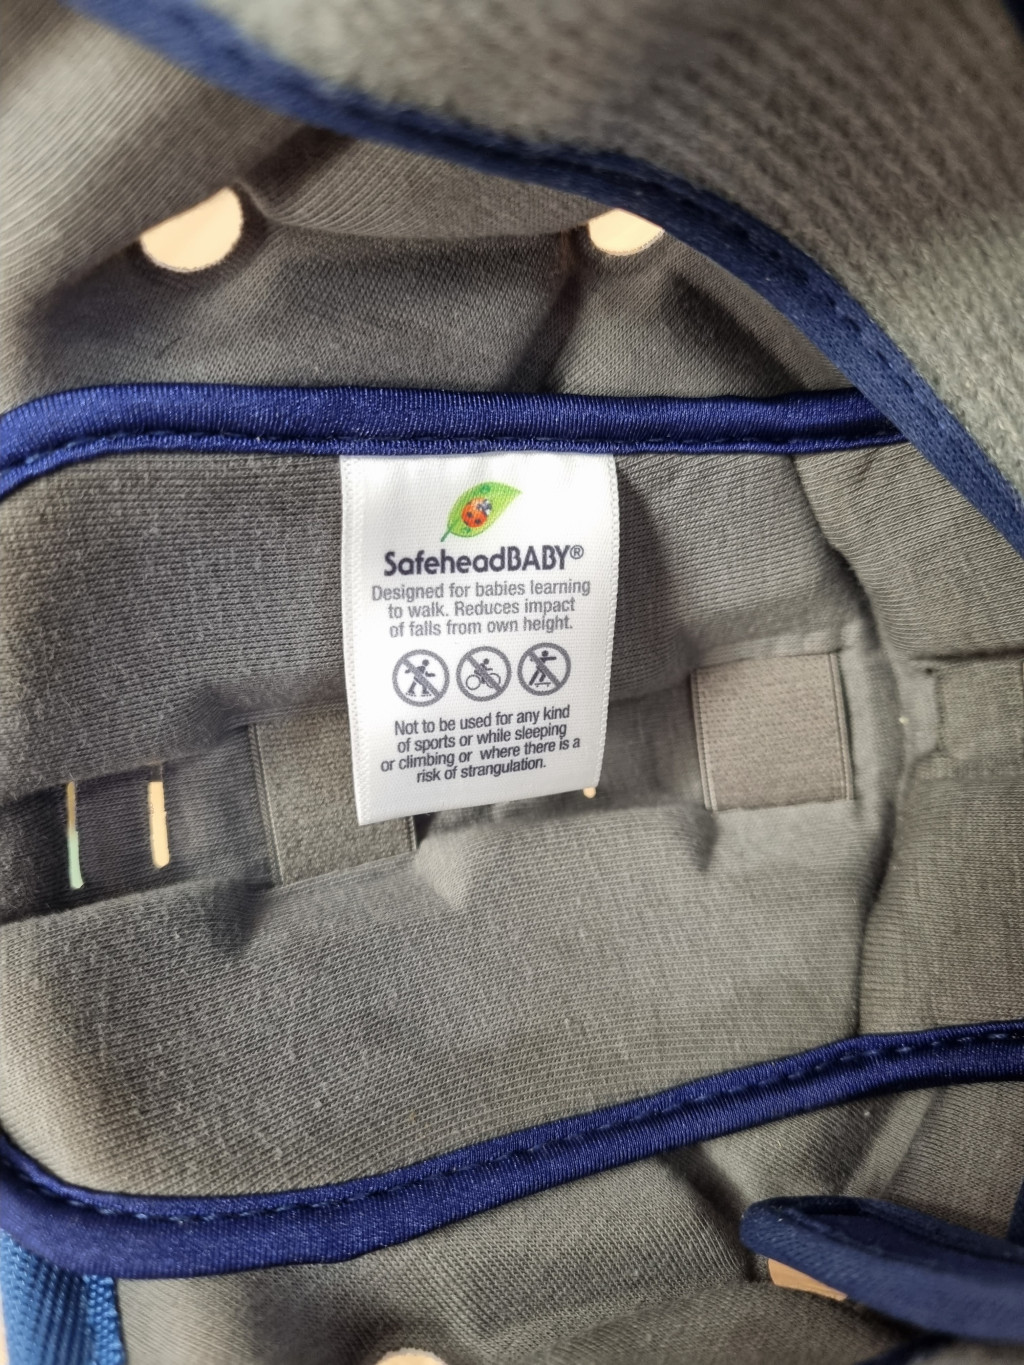 SafeheadBABY®
Designed for babies learning
to walk. Reduces impact
of falls from own height.
Not to be used for any kind
of sports or while sleeping
or climbing or where there is a
risk of strangulation.